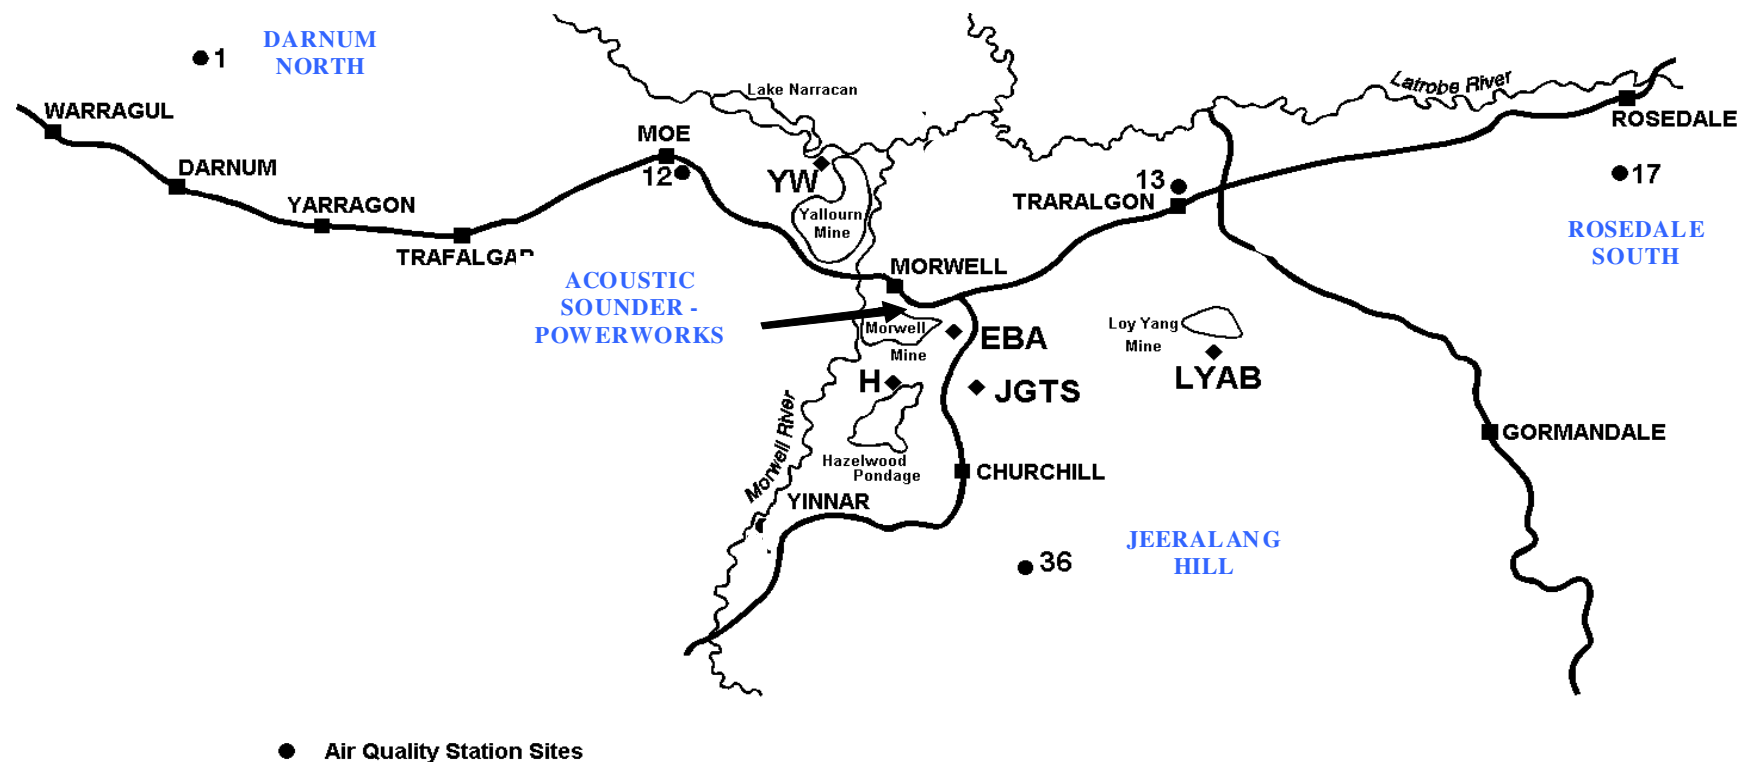 DARNUM
NORTH
1
Lake Narracan
Latrobe River
WARRAGUL
ROSEDALE
MOE
DARNUM
12
YW
13
17
TRARALGON
YARRAGON
Yallourn
Mine
ROSEDALE
SOUTH
TRAFALGAR
MORWELL
ACOUSTIC
SOUNDER -
POWERWORKS
Morwell
Mine
EBA
Loy Yang
Mine
H
JGTS
LYAB
Morwell River
GORMANDALE
Hazelwood
Pondage
CHURCHILL
YINNAR
JEERALANG
HILL
36
Air Quality Station Sites